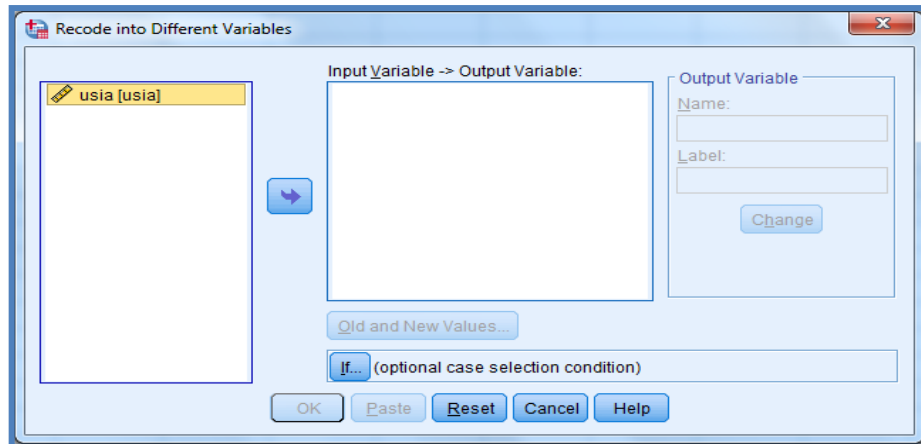 Recode into Different Variables
usia [usia]
Input Variable -> Output Variable:
Output Variable
Name:
Label:
Change
Old and New Values...
If... (optional case selection condition)
OK Paste Reset Cancel Help